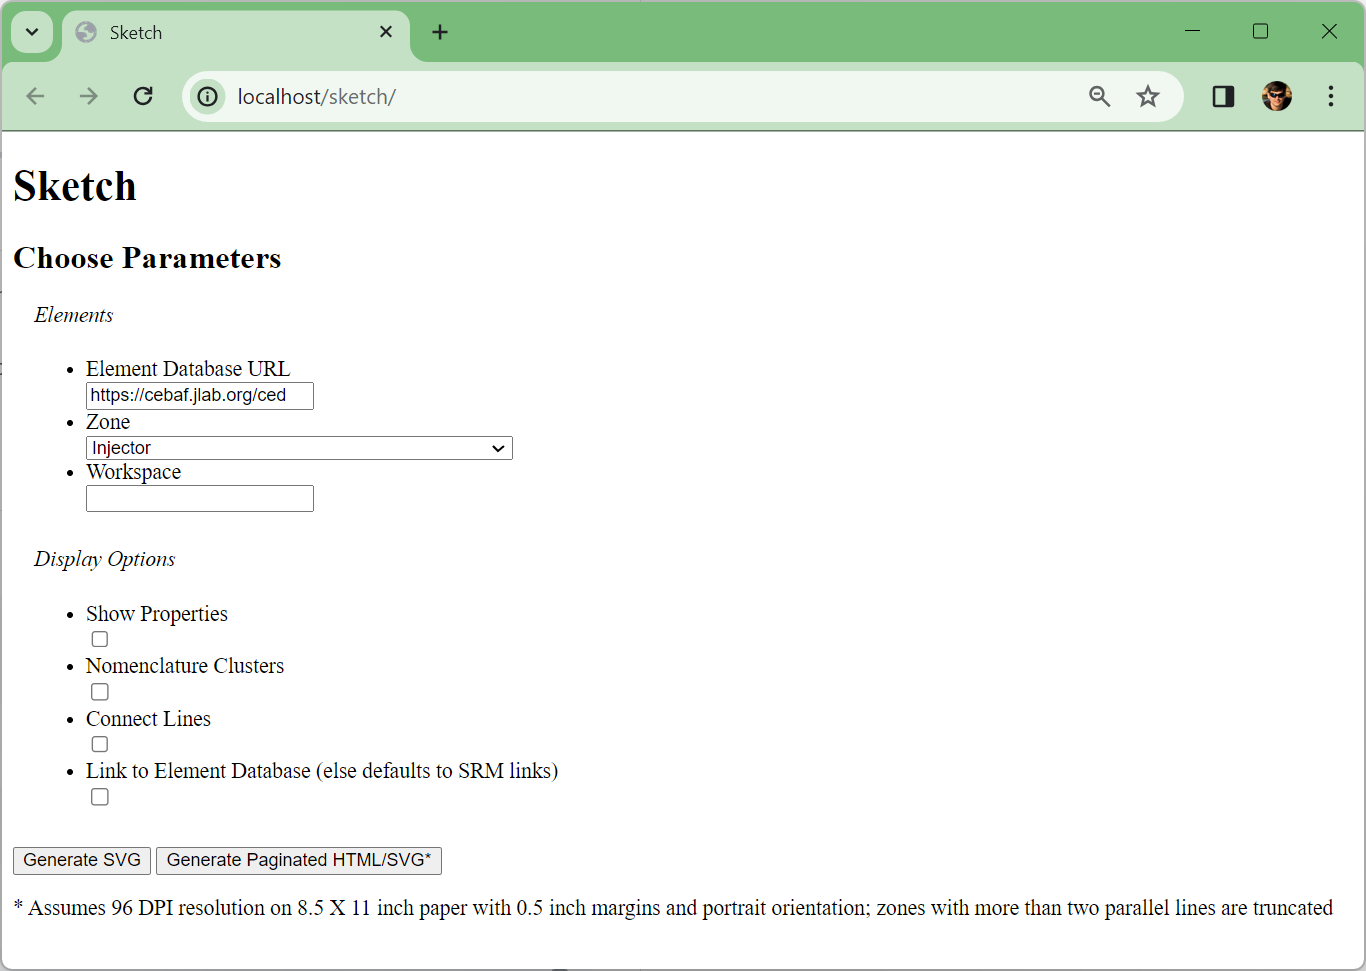 Sketch
localhost/sketch/
Sketch
Choose Parameters
Elements
Element Database URL
https://cebaf.jlab.org/ced
Zone
Injector
Workspace
Display Options
Show Properties
Nomenclature Clusters
Connect Lines
Link to Element Database (else defaults to SRM links)
Generate SVG Generate Paginated HTML/SVG*
* Assumes 96 DPI resolution on 8.5 X 11 inch paper with 0.5 inch margins and portrait orientation; zones with more than two parallel lines are truncated